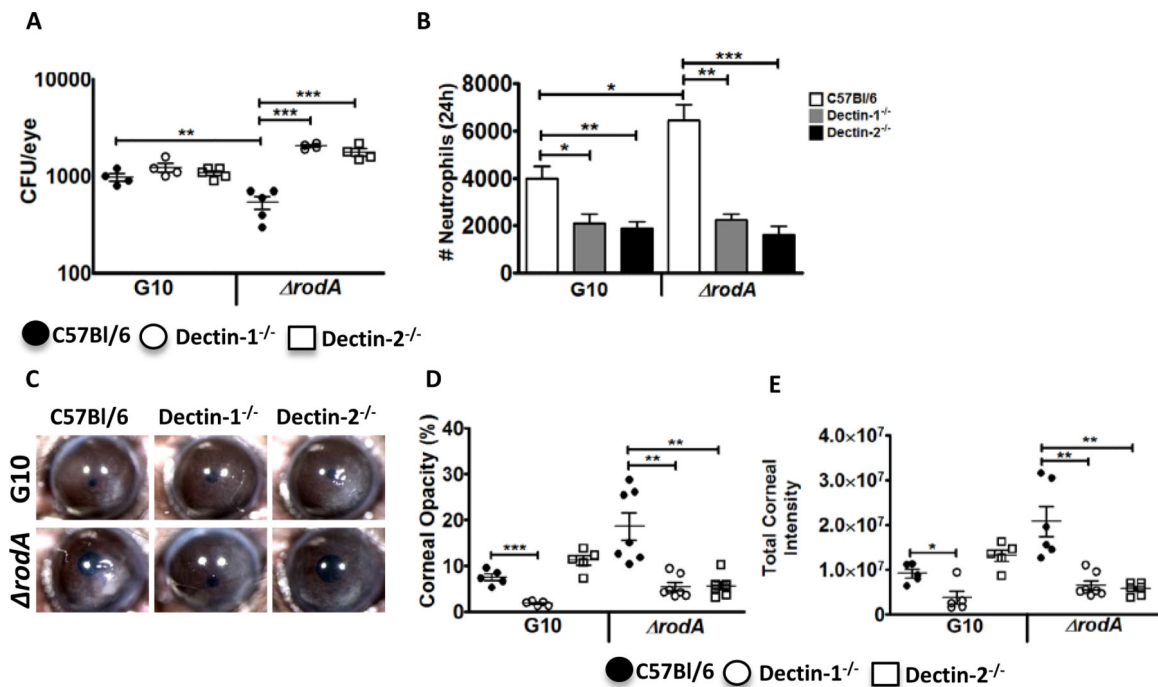 A
10000
1000
100
CFU/eye
**
***
***
G10
ΔrodA
C57Bl/6 Dectin-1-/- Dectin-2-/-
B
# Neutrophils (24h)
8000
6000
4000
2000
0
*
**
*
***
**
G10
ΔrodA
C57Bl/6
Dectin-1-/-
Dectin-2-/-
C
C57Bl/6 Dectin-1-/- Dectin-2-/-
G10
ΔrodA
D
Corneal Opacity (%)
40
30
20
10
0
***
**
**
G10
ΔrodA
E
Total Corneal
Intensity
4.0×10⁷
3.0×10⁷
2.0×10⁷
1.0×10⁷
0
*
**
**
G10
ΔrodA
C57Bl/6 Dectin-1-/- Dectin-2-/-